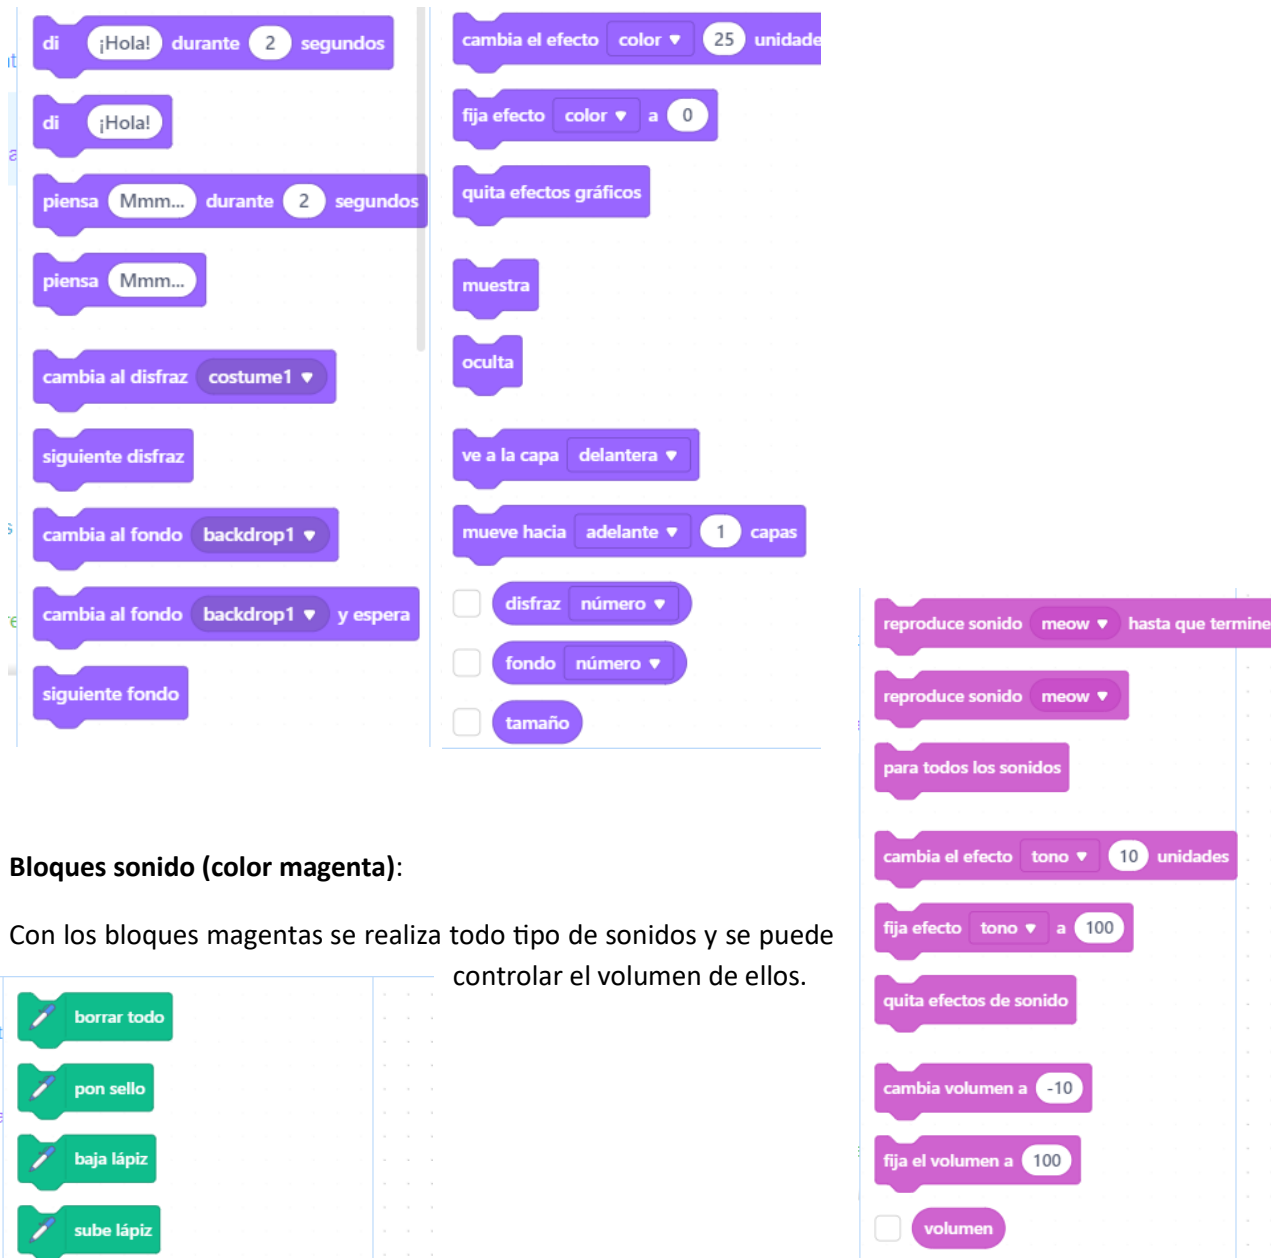 di ¡Hola! durante 2 segundos
di ¡Hola!
piensa Mmm... durante 2 segundos
piensa Mmm...
cambia al disfraz costume1
siguiente disfraz
cambia al fondo backdrop1
cambia al fondo backdrop1 y espera
siguiente fondo
cambia el efecto color 25 unidade
fija efecto color a 0
quita efectos gráficos
muestra
oculta
ve a la capa delantera
mueve hacia adelante 1 capas
disfraz número
fondo número
tamaño
reproduce sonido meow hasta que termine
reproduce sonido meow
para todos los sonidos
cambia el efecto tono 10 unidades
fija efecto tono a 100
quita efectos de sonido
cambia volumen a -10
fija el volumen a 100
volumen
Bloques sonido (color magenta):
Con los bloques magentas se realiza todo tipo de sonidos y se puede
controlar el volumen de ellos.
borrar todo
pon sello
baja lápiz
sube lápiz